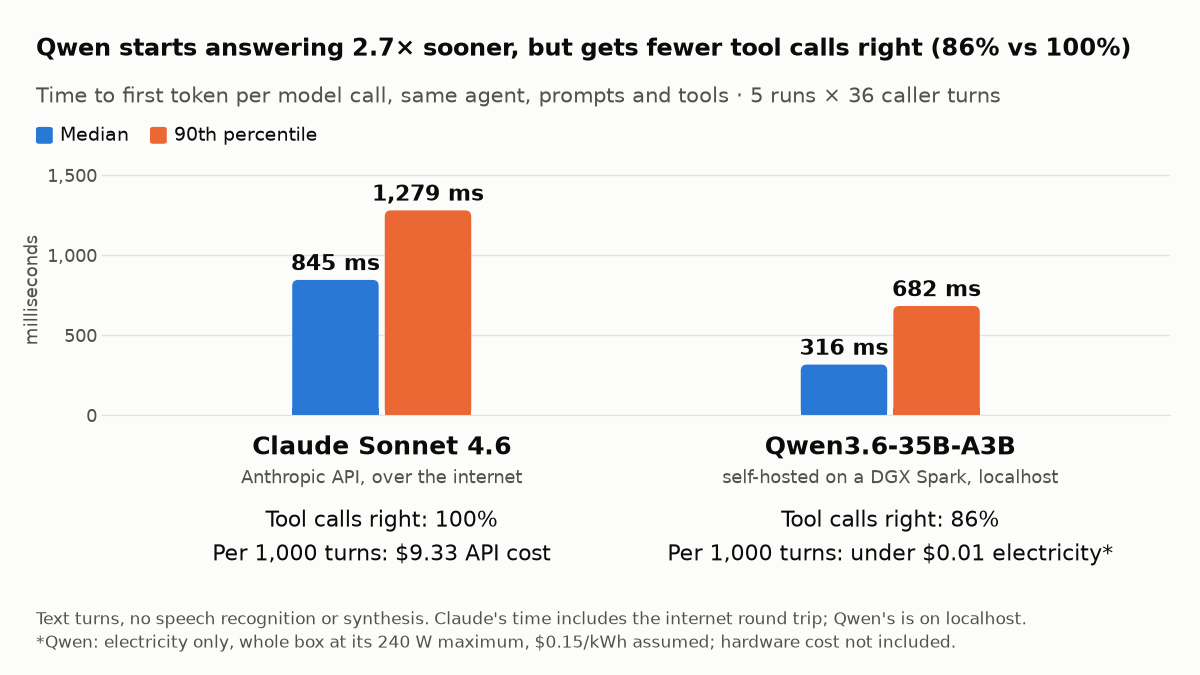 Qwen starts answering 2.7× sooner, but gets fewer tool calls right (86% vs 100%)
Time to first token per model call, same agent, prompts and tools · 5 runs × 36 caller turns
Median 90th percentile
1,500
1,000
500
0
milliseconds
845 ms
1,279 ms
316 ms
682 ms
Claude Sonnet 4.6
Anthropic API, over the internet
Tool calls right: 100%
Per 1,000 turns: $9.33 API cost
Qwen3.6-35B-A3B
self-hosted on a DGX Spark, localhost
Tool calls right: 86%
Per 1,000 turns: under $0.01 electricity*
Text turns, no speech recognition or synthesis. Claude's time includes the internet round trip; Qwen's is on localhost.
*Qwen: electricity only, whole box at its 240 W maximum, $0.15/kWh assumed; hardware cost not included.